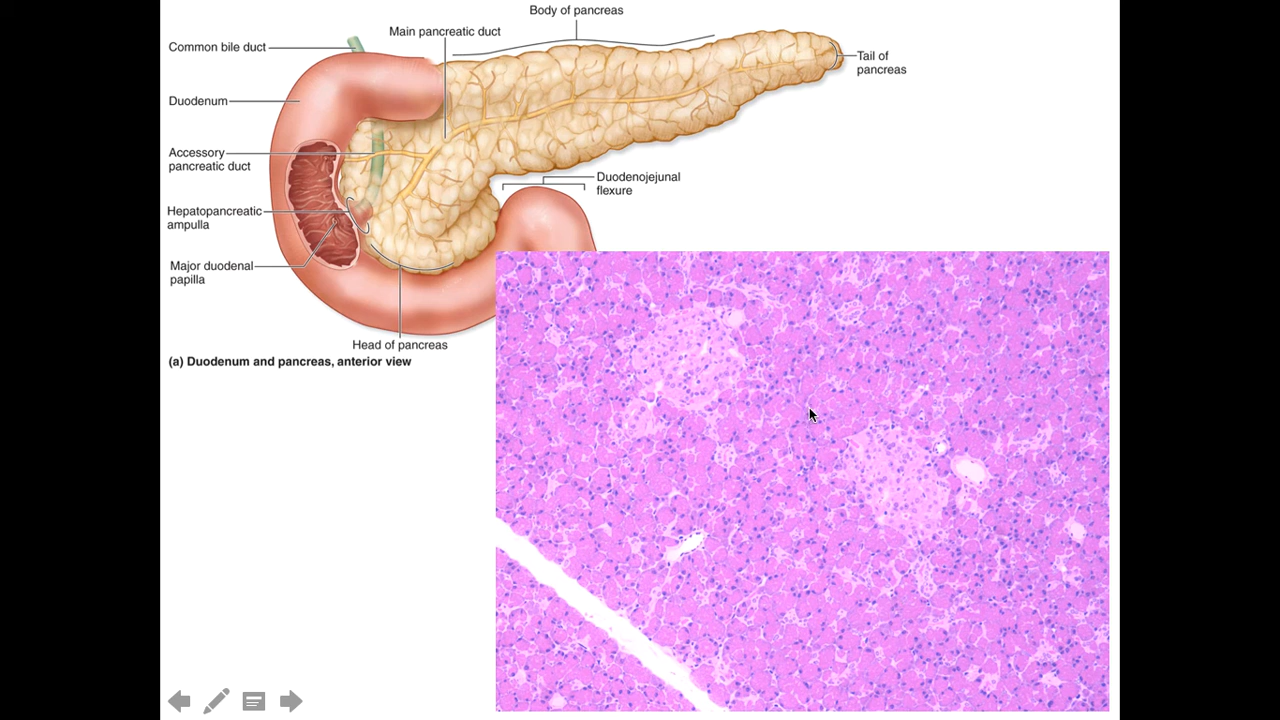 Body of pancreas
Main pancreatic duct
Common bile duct
Tail of
pancreas
Duodenum
Accessory
pancreatic duct
Duodenojejunal
flexure
Hepatopancreatic
ampulla
Major duodenal
papilla
Head of pancreas
(a) Duodenum and pancreas, anterior view